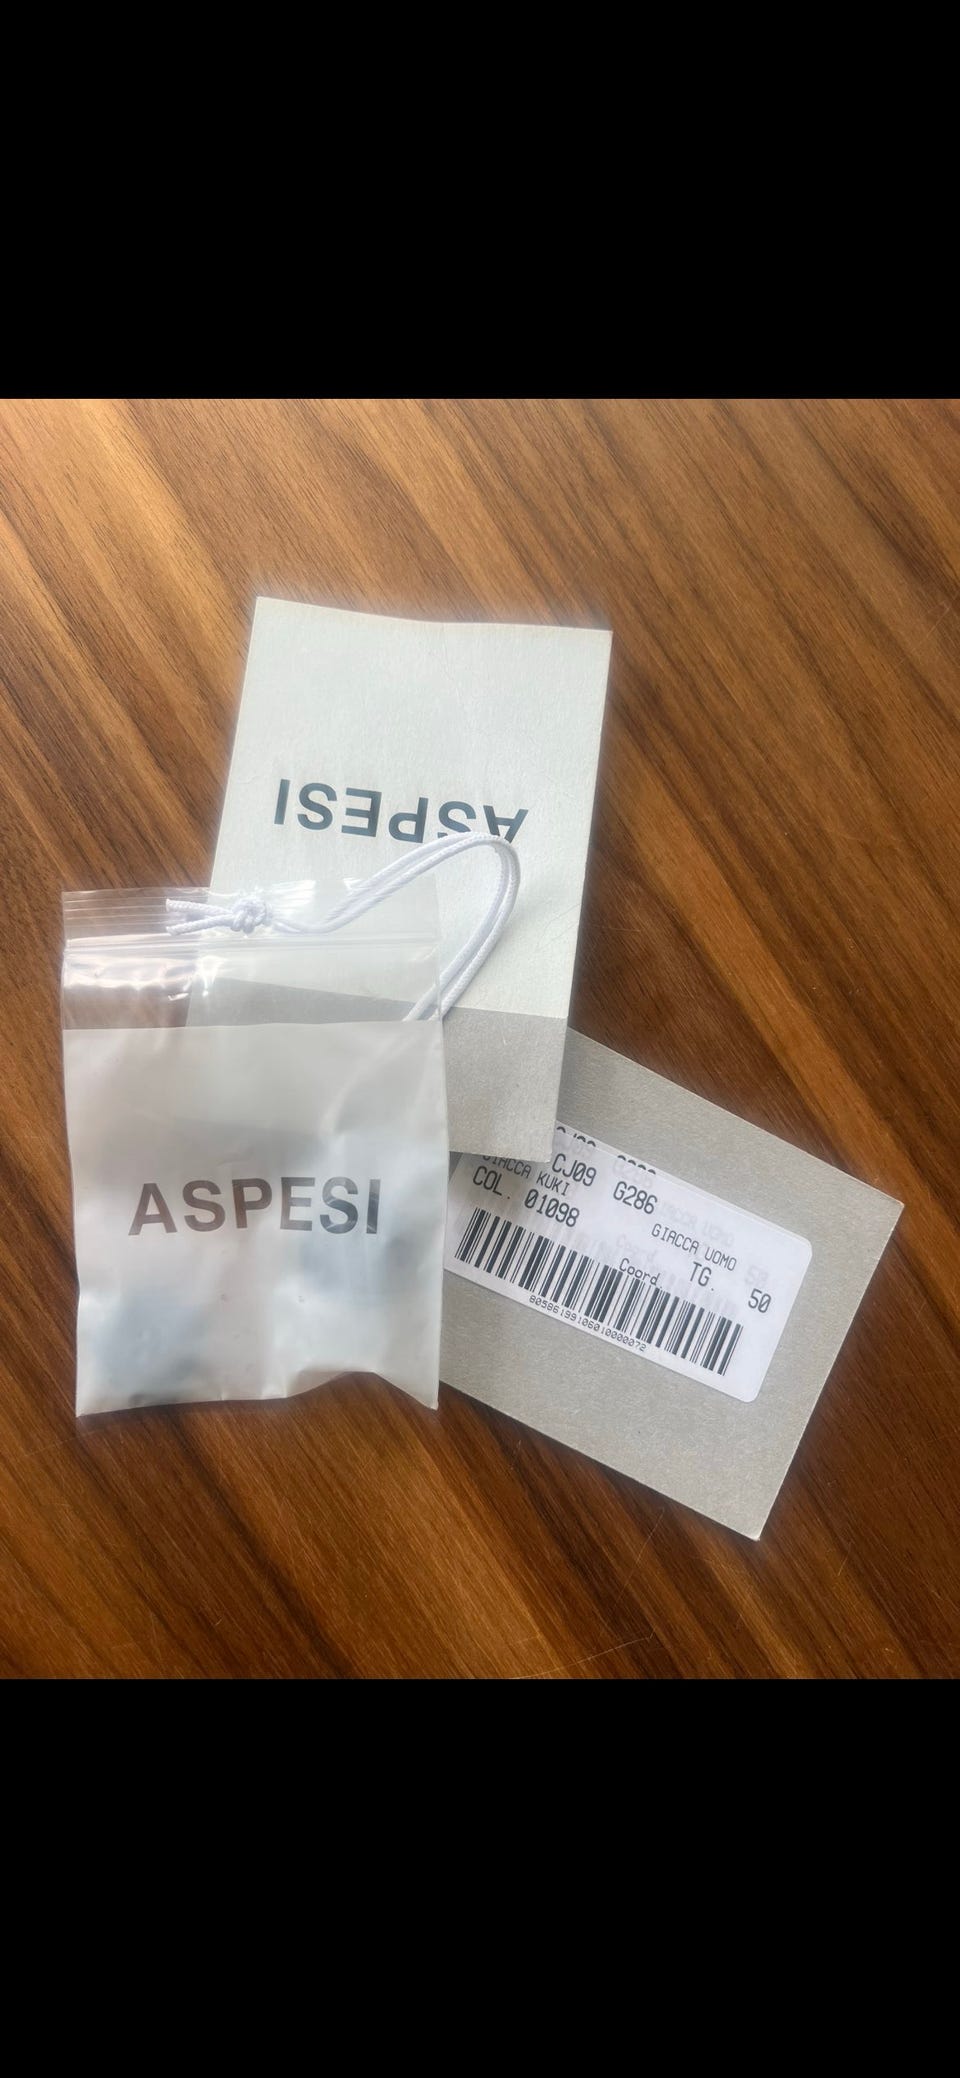 ASPESI
ASPESI
CJ09 G286
GIACCA KUKI
GIACCA UOMO
COL. 01098
Coord. TG. 50